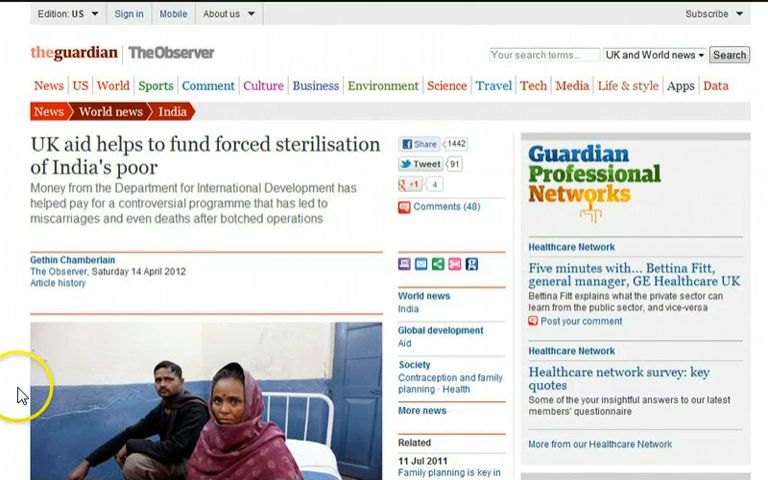 Edition: US
Sign in
Mobile
About us
Subscribe
theguardian TheObserver
Your search terms...
UK and World news
Search
News US World Sports Comment Culture Business Environment Science Travel Tech Media Life & style Apps Data
News World news India
UK aid helps to fund forced sterilisation
of India's poor
Money from the Department for International Development has
helped pay for a controversial programme that has led to
miscarriages and even deaths after botched operations
Gethin Chamberlain
The Observer, Saturday 14 April 2012
Article history
Share 1442
Tweet 91
+1 4
Comments (48)
World news
India
Global development
Aid
Society
Contraception and family
planning · Health
More news
Related
11 Jul 2011
Family planning is key in
Guardian
Professional
Networks
Healthcare Network
Five minutes with... Bettina Fitt,
general manager, GE Healthcare UK
Bettina Fitt explains what the private sector can
learn from the public sector, and vice-versa
Post your comment
Healthcare Network
Healthcare network survey: key
quotes
Some of the your insightful answers to our latest
members' questionnaire
More from our Healthcare Network